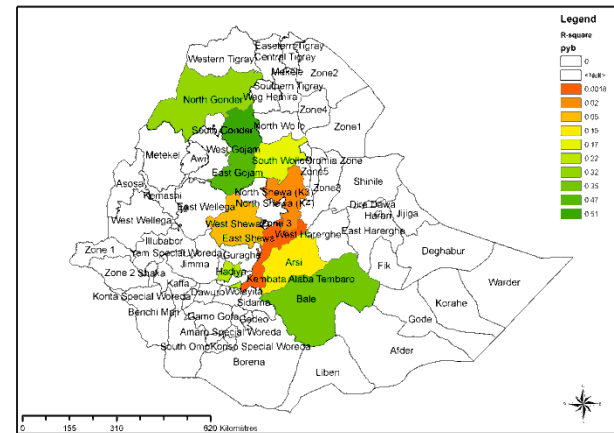 Legend
R-square
pyb
0
<Null>
0.0018
0.02
0.05
0.15
0.17
0.22
0.32
0.35
0.47
0.51
Eastern Tigray
Western Tigray
Central Tigray
Mekele
Zone2
Southern Tigray
North Gonder
Wag Hemira
Zone4
South Gonder
North Wollo
Zone1
Metekel
Awi
West Gojam
South Wollo
Oromia Zone
Zone5
Asosa
East Gojam
Zone3
Shinile
Kemashi
North Shewa (K3)
East Wellega
North Shewa (K4)
Dire Dawa
Harari
Jijiga
West Wellega
West Shewa
Zone 3
West Harerghe
East Harerghe
Illubabor
East Shewa
Zone 1
Yem Special Woreda
Guraghe
Arsi
Fik
Deghabur
Jimma
Hadiya
Zone 2
Shaka
Kembata Alaba Tembaro
Warder
Kaffa
Dawuro
Wolayita
Bale
Konta Special Woreda
Sidama
Korahe
Bench Maji
Gamo Gofa
Gedeo
Gode
Amaro Special Woreda
South Omo
Konso Special Woreda
Afder
Borena
Liben
0 155 310 620 Kilomètres